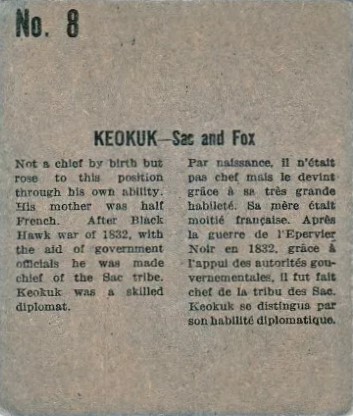 No. 8
KEOKUK—Sac and Fox
Not a chief by birth but
rose to this position
through his own ability.
His mother was half
French. After Black
Hawk war of 1832, with
the aid of government
officials he was made
chief of the Sac tribe.
Keokuk was a skilled
diplomat.
Par naissance, il n'était
pas chef mais le devint
grâce à sa très grande
habileté. Sa mère était
moitié française. Après
la guerre de l'Epervier
Noir en 1832, grâce à
l'appui des autorités gou-
vernementales, il fut fait
chef de la tribu des Sac.
Keokuk se distingua par
son habilité diplomatique.